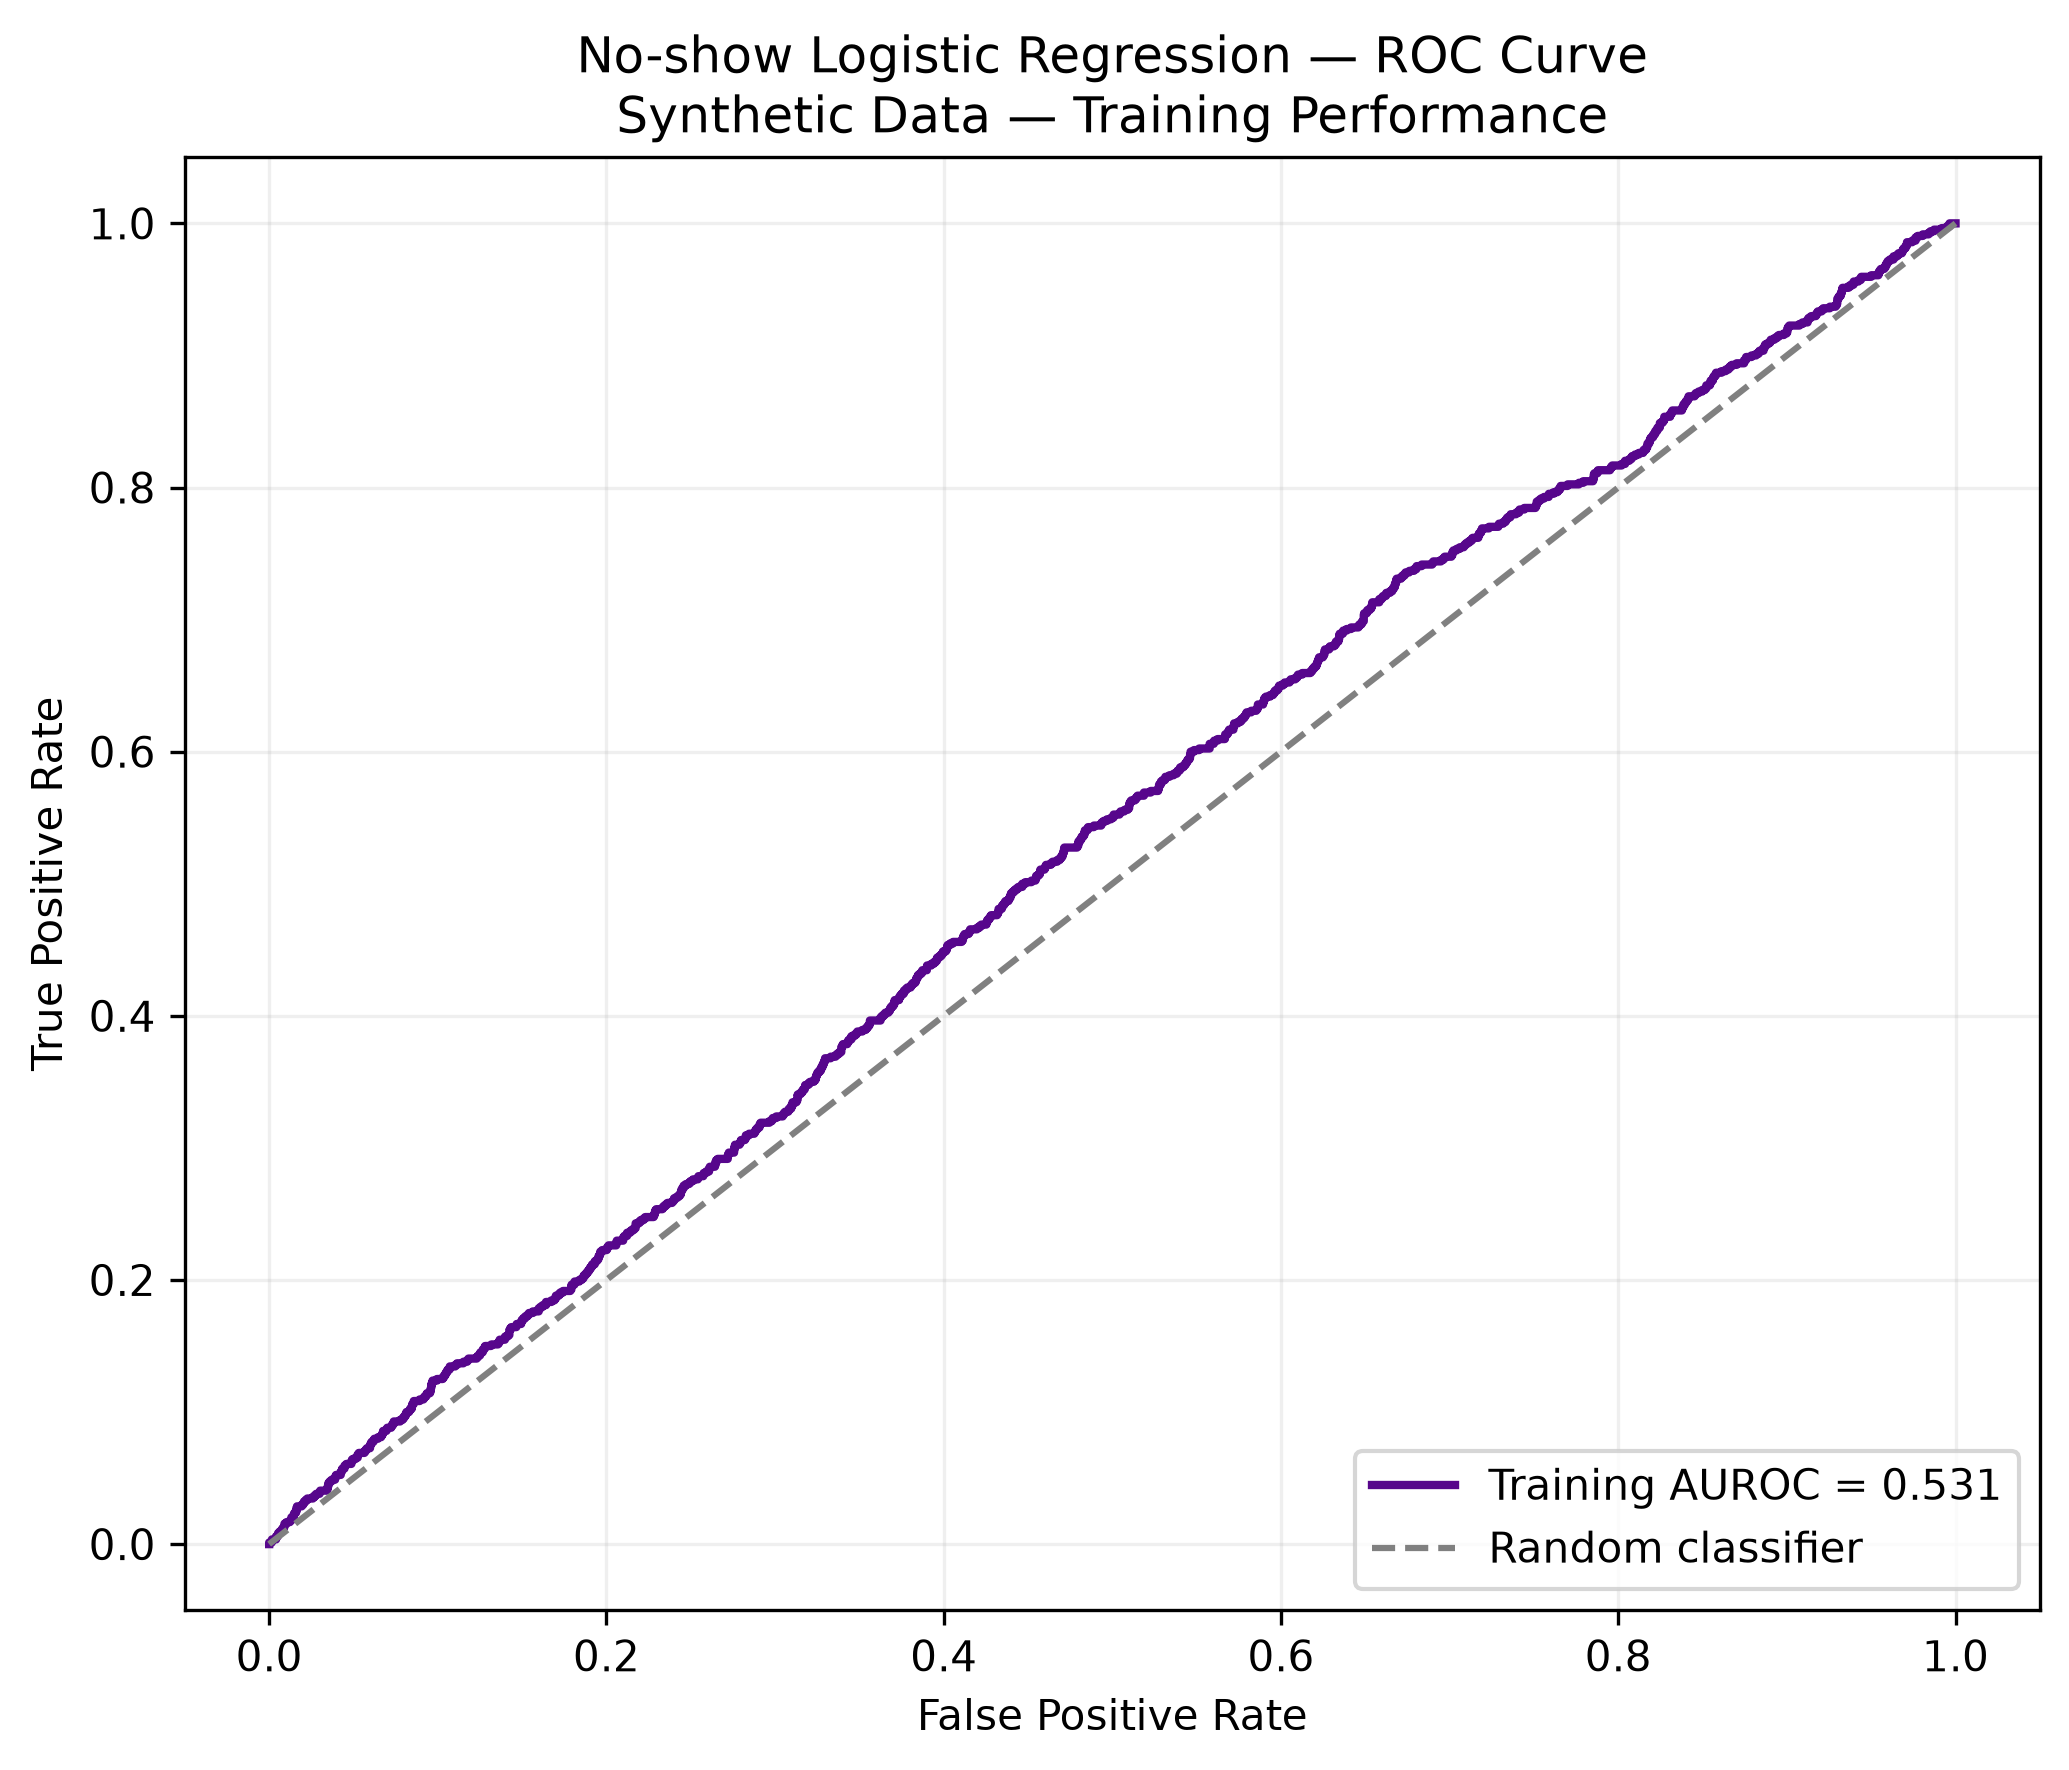 No-show Logistic Regression — ROC Curve
Synthetic Data — Training Performance
True Positive Rate
1.0
0.8
0.6
0.4
0.2
0.0
0.0
0.2
0.4
0.6
0.8
1.0
False Positive Rate
Training AUROC = 0.531
Random classifier